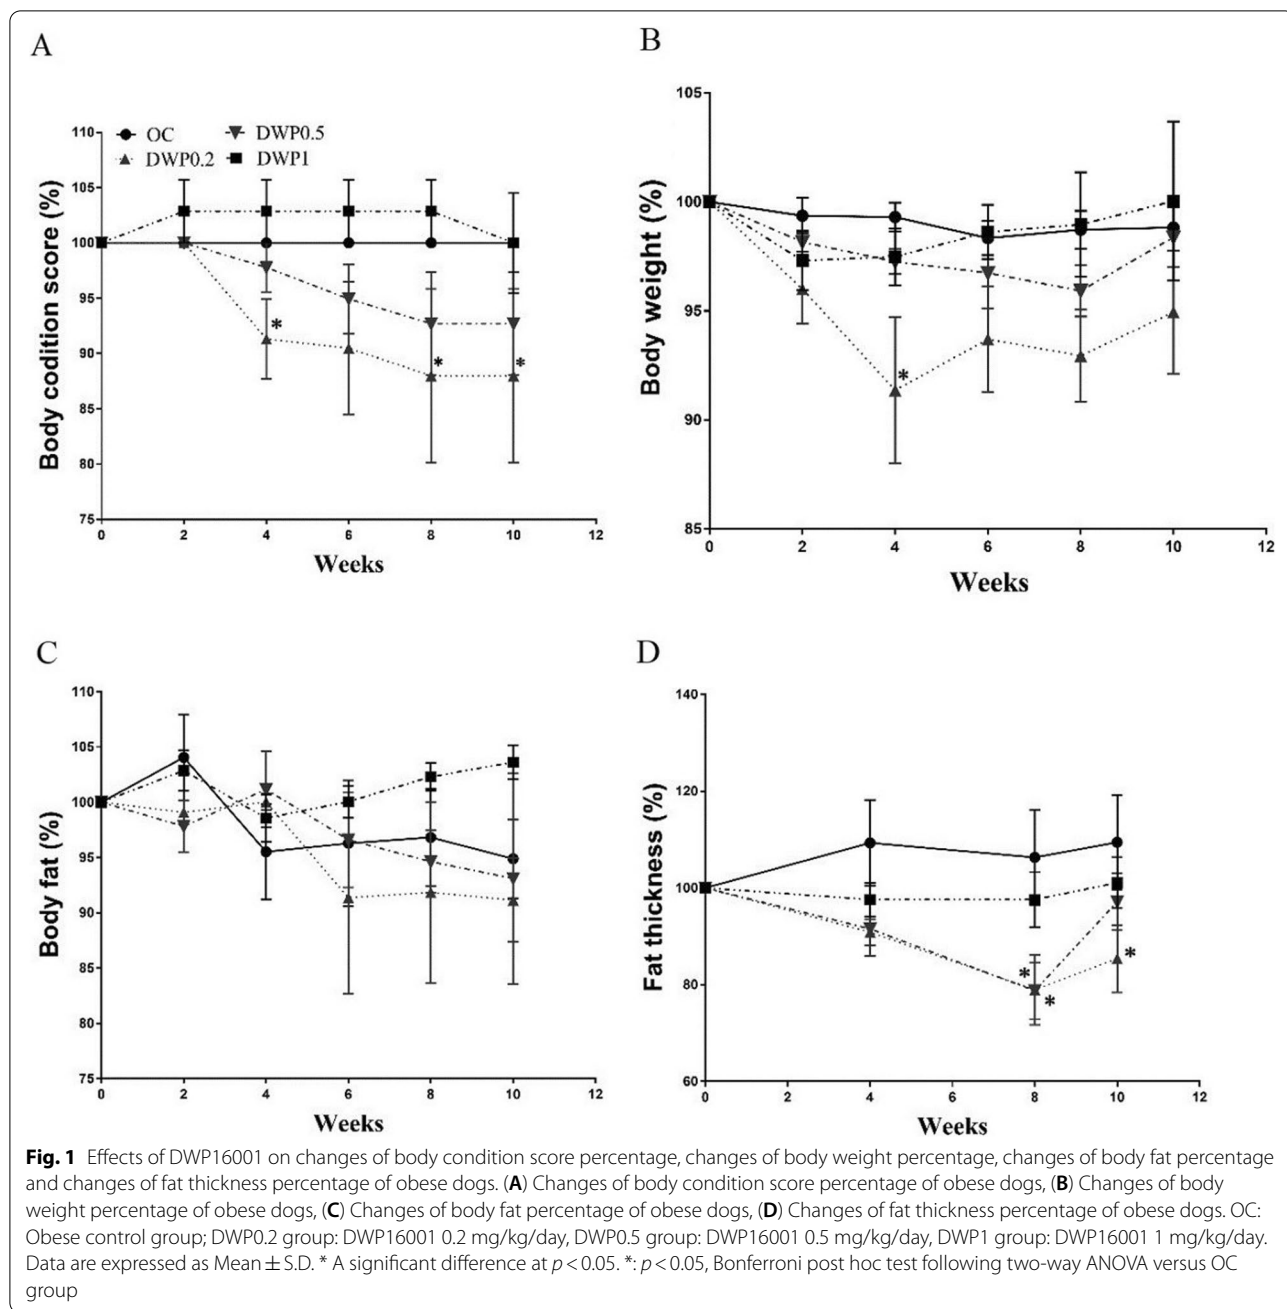 A
110
105
100
95
90
85
80
75
Body codition score (%)
OC
DWP0.2
DWP0.5
DWP1
*
*
*
0 2 4 6 8 10 12
Weeks
B
105
100
95
90
85
Body weight (%)
*
0 2 4 6 8 10 12
Weeks
C
110
105
100
95
90
85
80
75
Body fat (%)
0 2 4 6 8 10 12
Weeks
D
140
120
100
80
60
Fat thickness (%)
*
*
*
0 2 4 6 8 10 12
Weeks
Fig. 1 Effects of DWP16001 on changes of body condition score percentage, changes of body weight percentage, changes of body fat percentage
and changes of fat thickness percentage of obese dogs. (A) Changes of body condition score percentage of obese dogs, (B) Changes of body
weight percentage of obese dogs, (C) Changes of body fat percentage of obese dogs, (D) Changes of fat thickness percentage of obese dogs. OC:
Obese control group; DWP0.2 group: DWP16001 0.2 mg/kg/day, DWP0.5 group: DWP16001 0.5 mg/kg/day, DWP1 group: DWP16001 1 mg/kg/day.
Data are expressed as Mean ± S.D. * A significant difference at p < 0.05. *: p < 0.05, Bonferroni post hoc test following two-way ANOVA versus OC
group